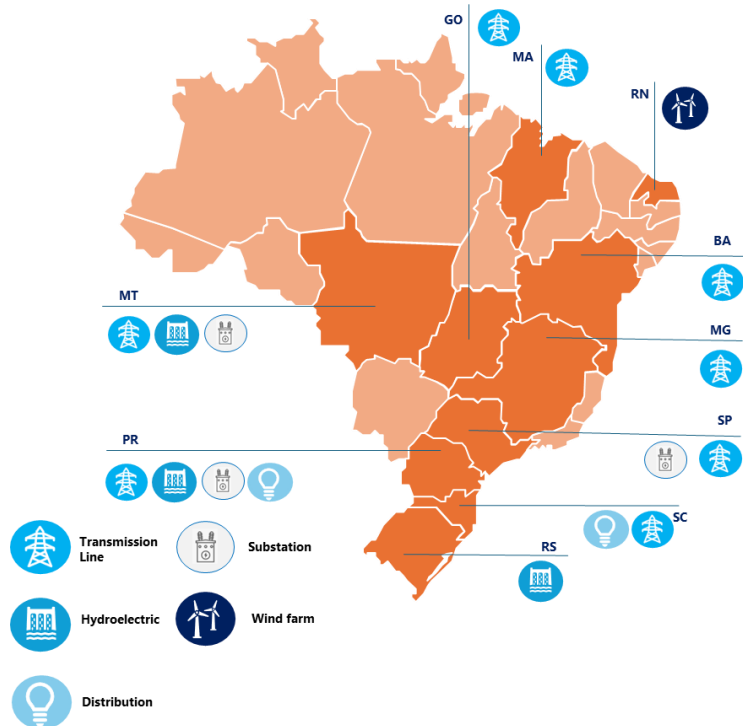 GO
MA
RN
BA
MT
MG
SP
PR
SC
RS
Transmission
Line
Substation
Hydroelectric
Wind farm
Distribution